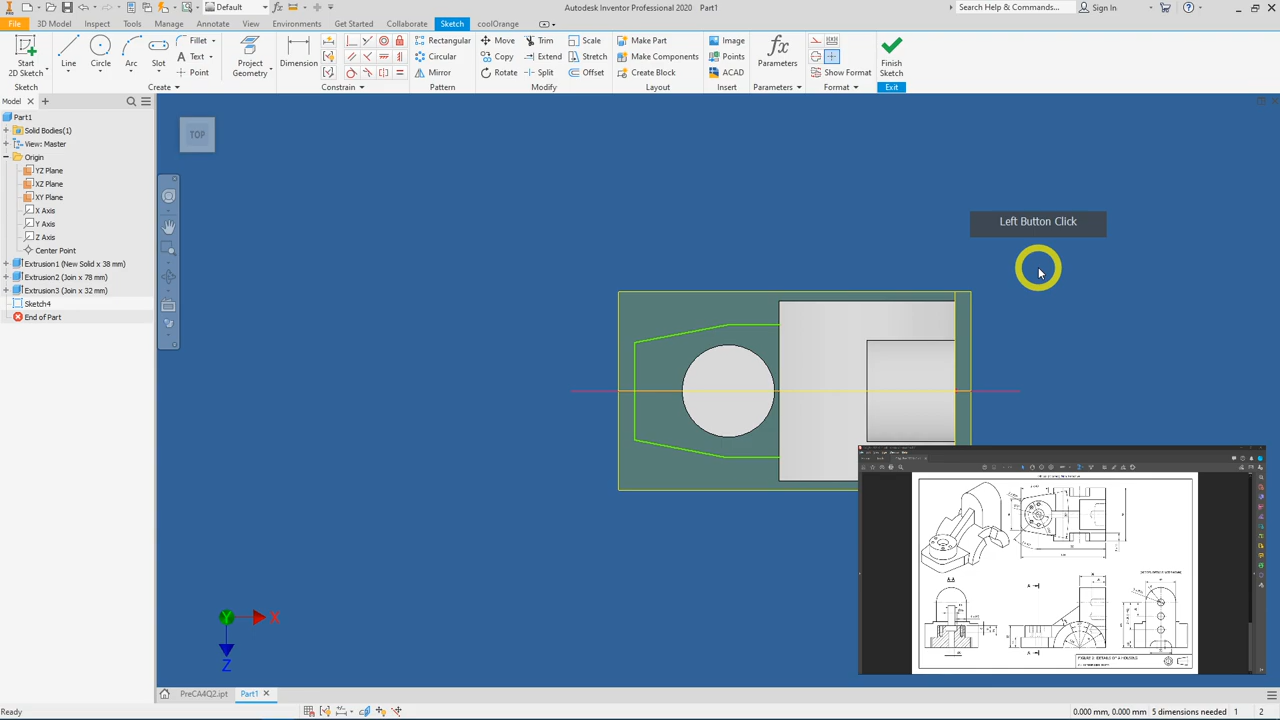 Default
Autodesk Inventor Professional 2020 Part1
Search Help & Commands...
Sign In
File
3D Model
Sketch
Inspect
Tools
Manage
Annotate
View
Environments
Get Started
Collaborate
Sketch
coolOrange
Start
2D Sketch
Line
Circle
Arc
Slot
Fillet
Text
Point
Project
Geometry
Dimension
Rectangular
Circular
Mirror
Move
Copy
Rotate
Trim
Extend
Split
Scale
Stretch
Offset
Make Part
Make Components
Create Block
Image
Points
ACAD
Parameters
Show Format
Finish
Sketch
Sketch
Create
Constrain
Pattern
Modify
Layout
Insert
Parameters
Format
Exit
Model
Part1
Solid Bodies(1)
View: Master
Origin
YZ Plane
XZ Plane
XY Plane
X Axis
Y Axis
Z Axis
Center Point
Extrusion1 (New Solid x 38 mm)
Extrusion2 (Join x 78 mm)
Extrusion3 (Join x 32 mm)
Sketch4
End of Part
TOP
Left Button Click
X
Y
Z
A-A
PreCA4Q2.ipt
Part1
Ready
0.000 mm, 0.000 mm
5 dimensions needed
1
2